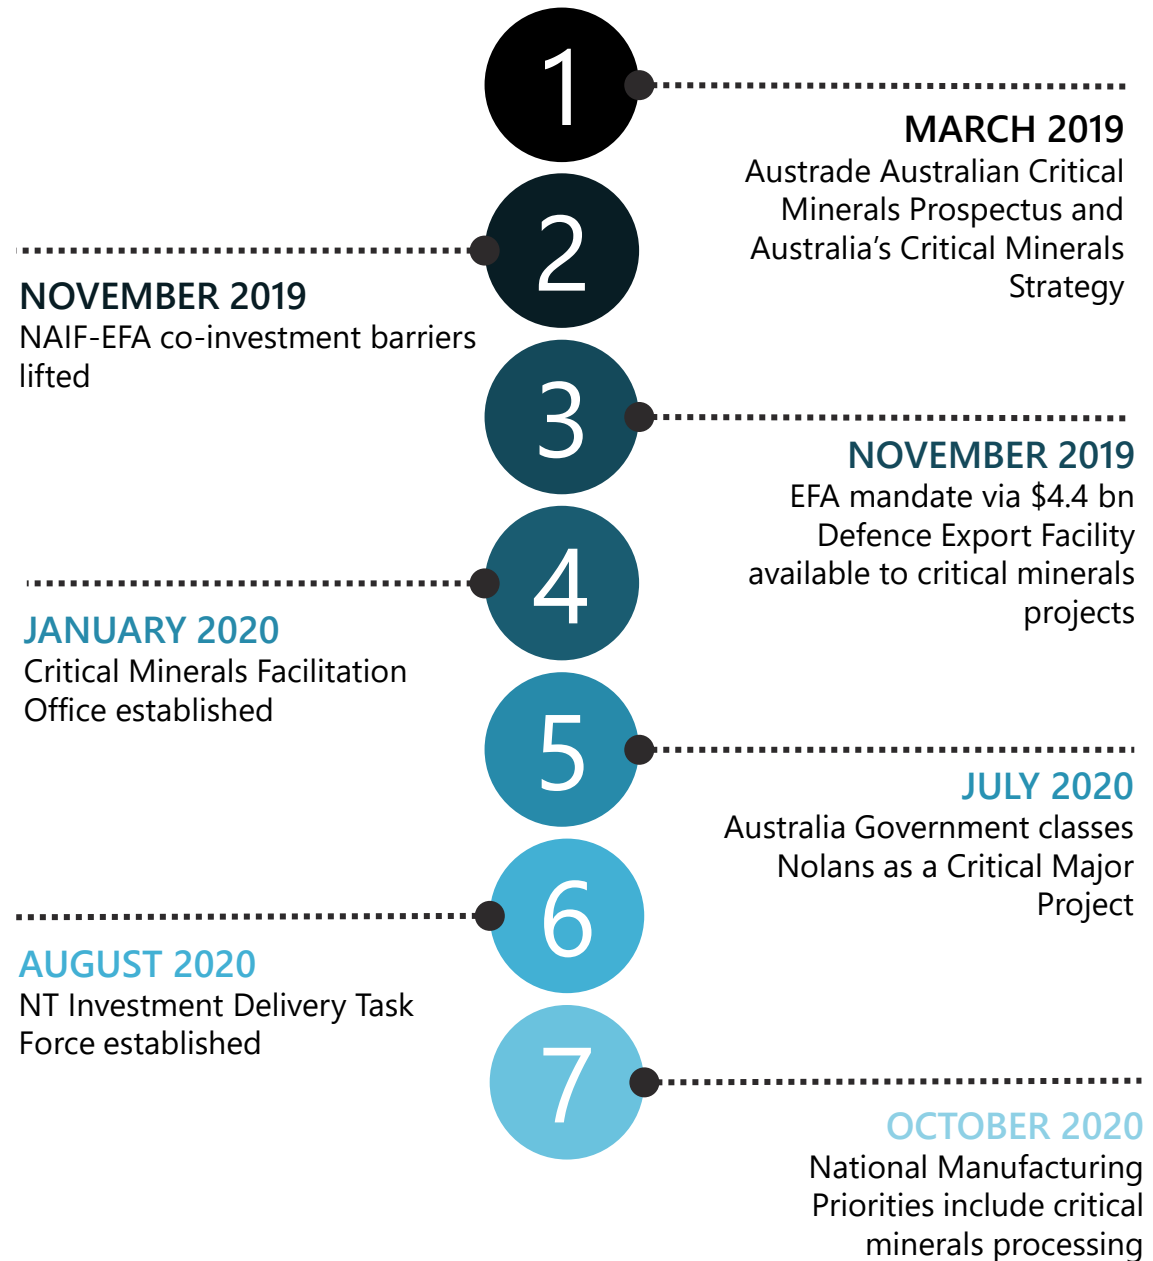 1
MARCH 2019
Austrade Australian Critical
Minerals Prospectus and
Australia’s Critical Minerals
Strategy
2
NOVEMBER 2019
NAIF-EFA co-investment barriers
lifted
3
NOVEMBER 2019
EFA mandate via $4.4 bn
Defence Export Facility
available to critical minerals
projects
4
JANUARY 2020
Critical Minerals Facilitation
Office established
5
JULY 2020
Australia Government classes
Nolans as a Critical Major
Project
6
AUGUST 2020
NT Investment Delivery Task
Force established
7
OCTOBER 2020
National Manufacturing
Priorities include critical
minerals processing